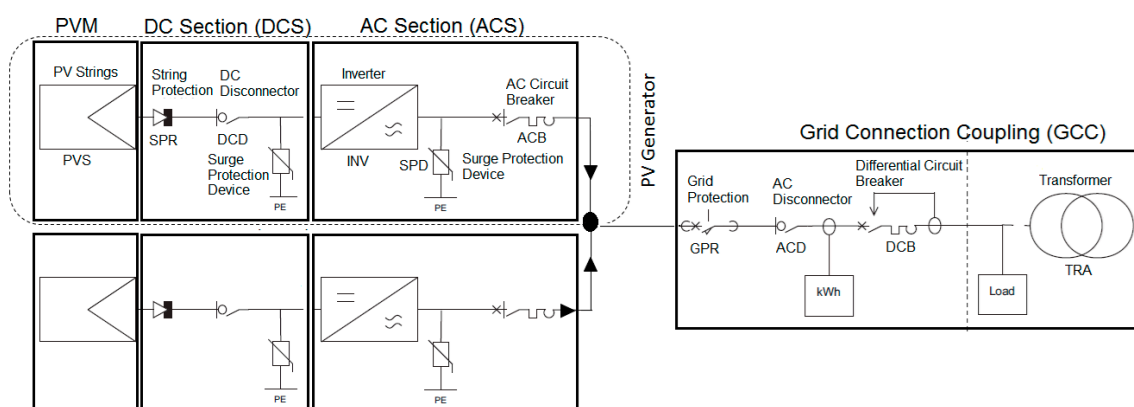 PVM
DC Section (DCS)
AC Section (ACS)
PV Strings
String
Protection
DC
Disconnector
Inverter
AC Circuit
Breaker
SPR
DCD
ACB
PVS
INV
SPD
Surge
Protection
Device
Surge Protection
Device
PE
PE
PV Generator
Grid Connection Coupling (GCC)
Grid
Protection
AC
Disconnector
Differential Circuit
Breaker
Transformer
GPR
ACD
DCB
TRA
kWh
Load
PE
PE